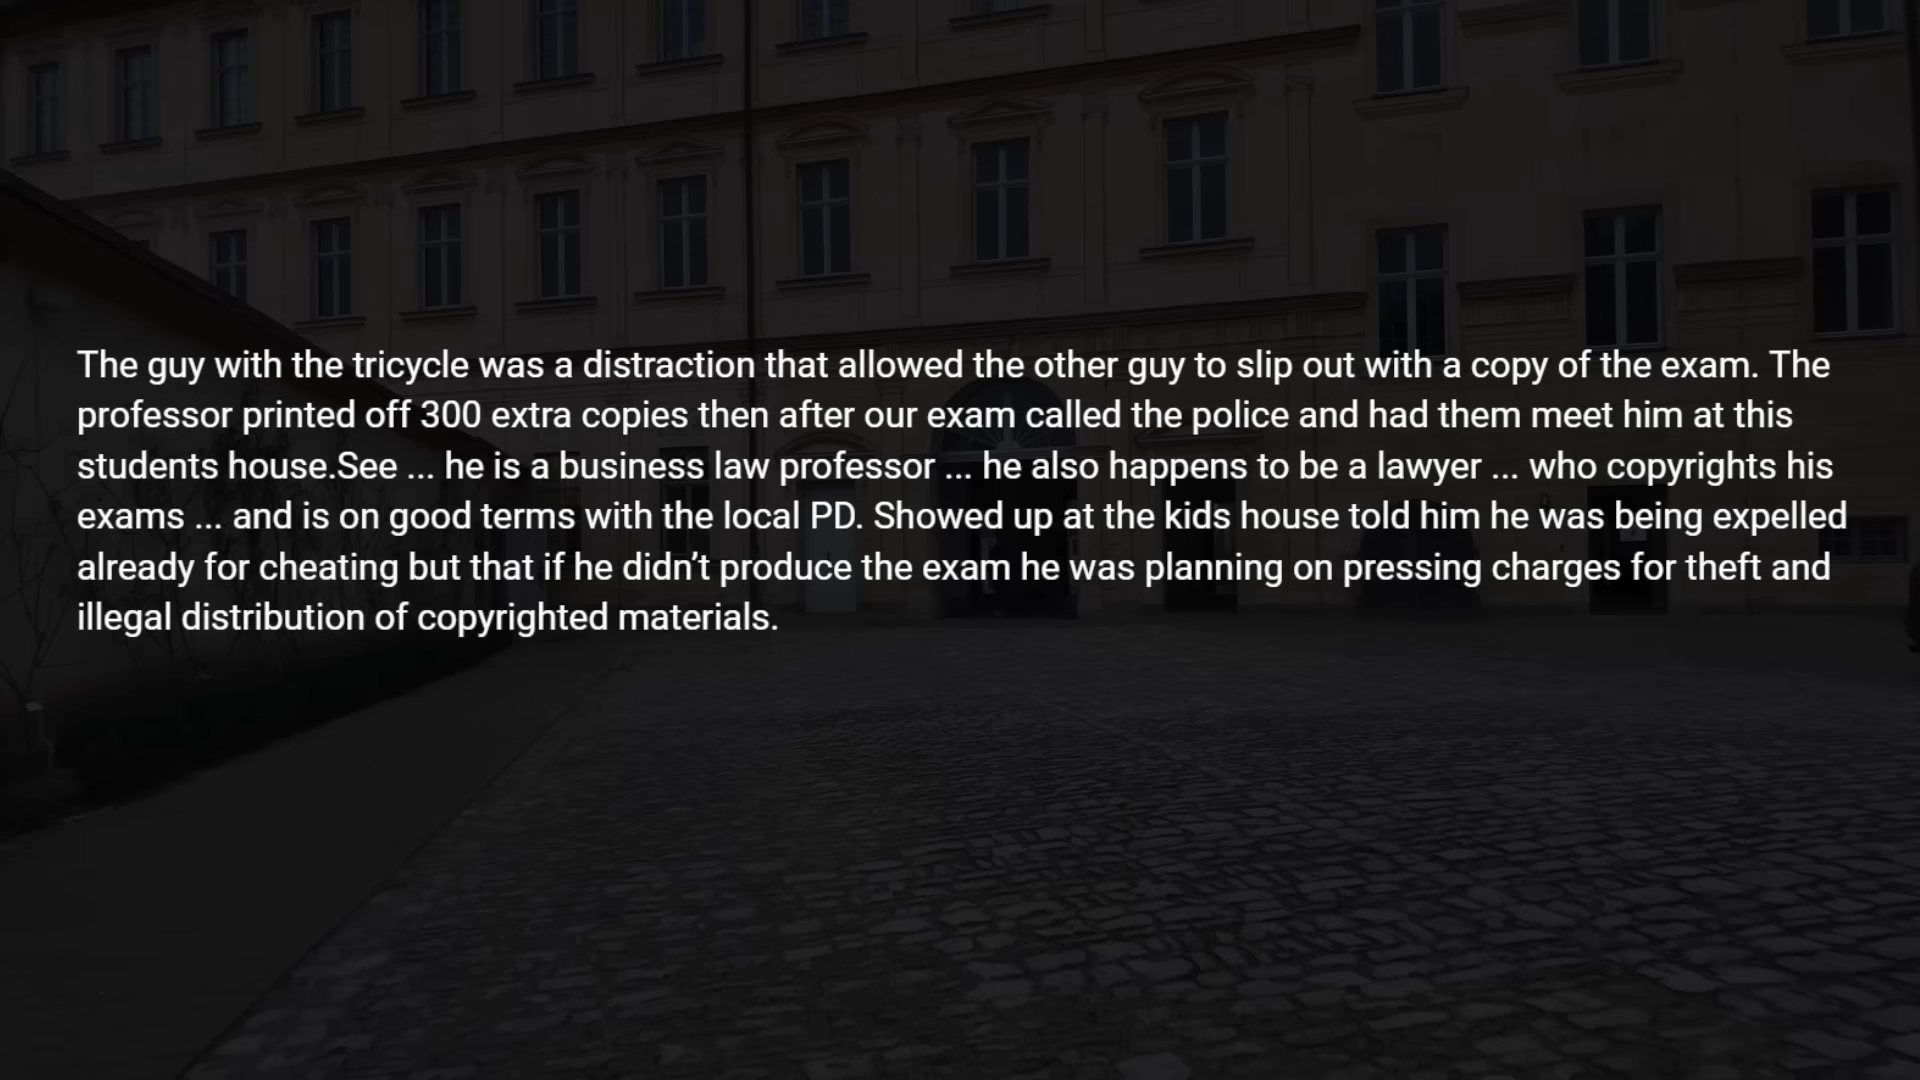 The guy with the tricycle was a distraction that allowed the other guy to slip out with a copy of the exam. The
professor printed off 300 extra copies then after our exam called the police and had them meet him at this
students house.See ... he is a business law professor ... he also happens to be a lawyer ... who copyrights his
exams ... and is on good terms with the local PD. Showed up at the kids house told him he was being expelled
already for cheating but that if he didn’t produce the exam he was planning on pressing charges for theft and
illegal distribution of copyrighted materials.